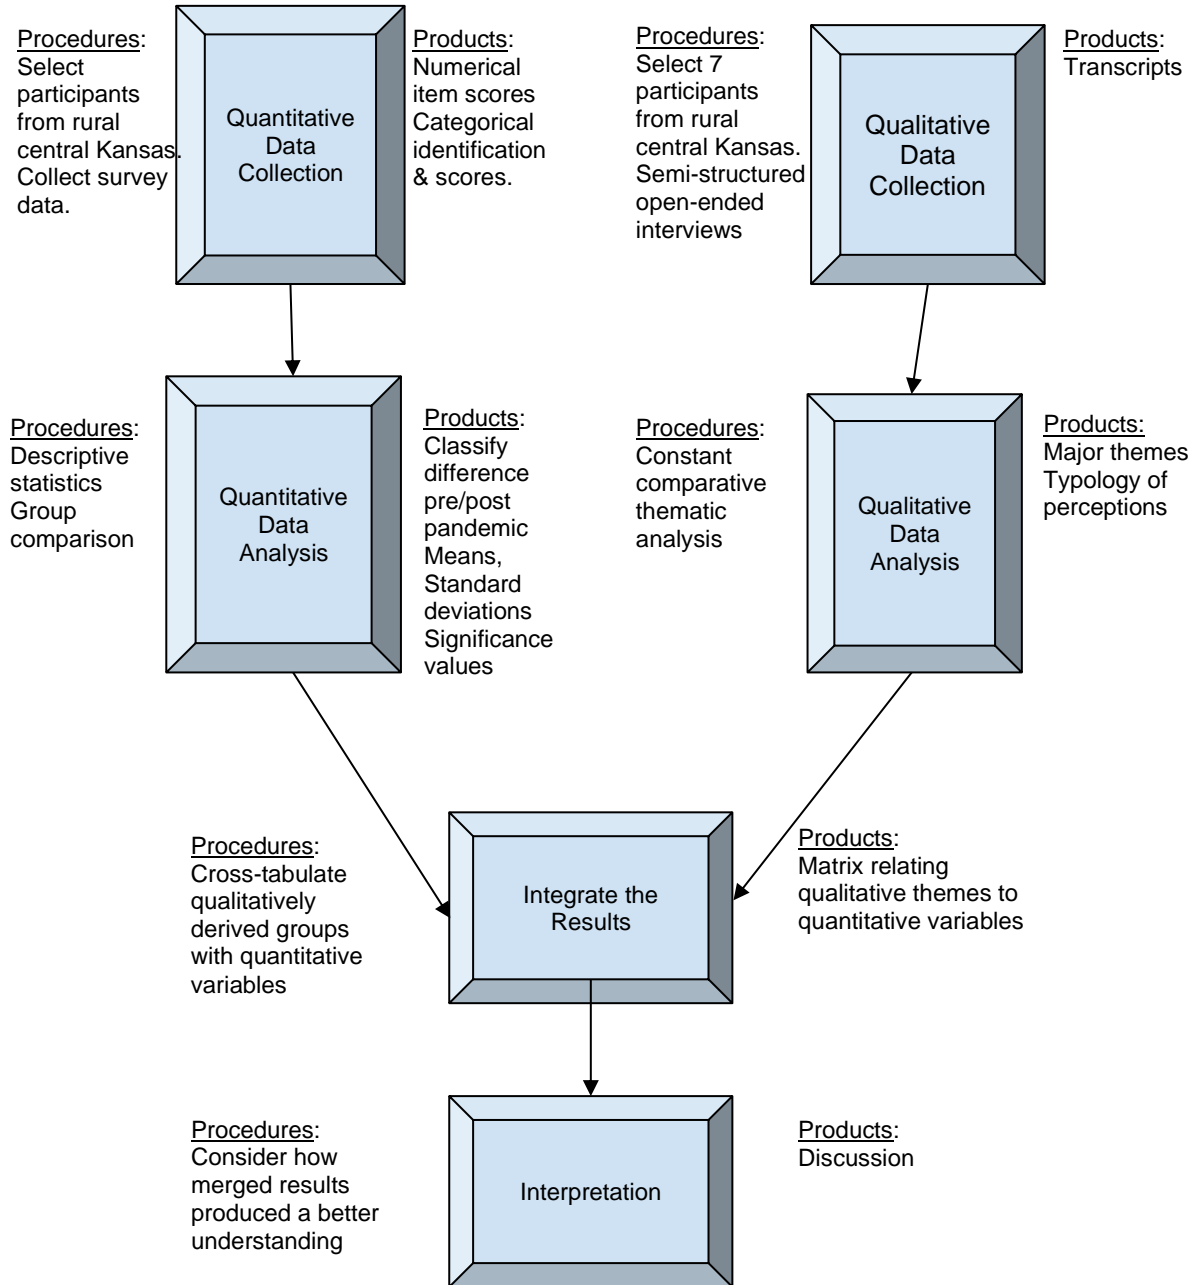 Procedures:
Select
participants
from rural
central Kansas.
Collect survey
data.
Quantitative
Data
Collection
Products:
Numerical
item scores
Categorical
identification
& scores.
Procedures:
Select 7
participants
from rural
central Kansas.
Semi-structured
open-ended
interviews
Qualitative
Data
Collection
Products:
Transcripts
Procedures:
Descriptive
statistics
Group
comparison
Quantitative
Data
Analysis
Products:
Classify
difference
pre/post
pandemic
Means,
Standard
deviations
Significance
values
Procedures:
Constant
comparative
thematic
analysis
Qualitative
Data
Analysis
Products:
Major themes
Typology of
perceptions
Procedures:
Cross-tabulate
qualitatively
derived groups
with quantitative
variables
Integrate the
Results
Products:
Matrix relating
qualitative themes to
quantitative variables
Procedures:
Consider how
merged results
produced a better
understanding
Interpretation
Products:
Discussion